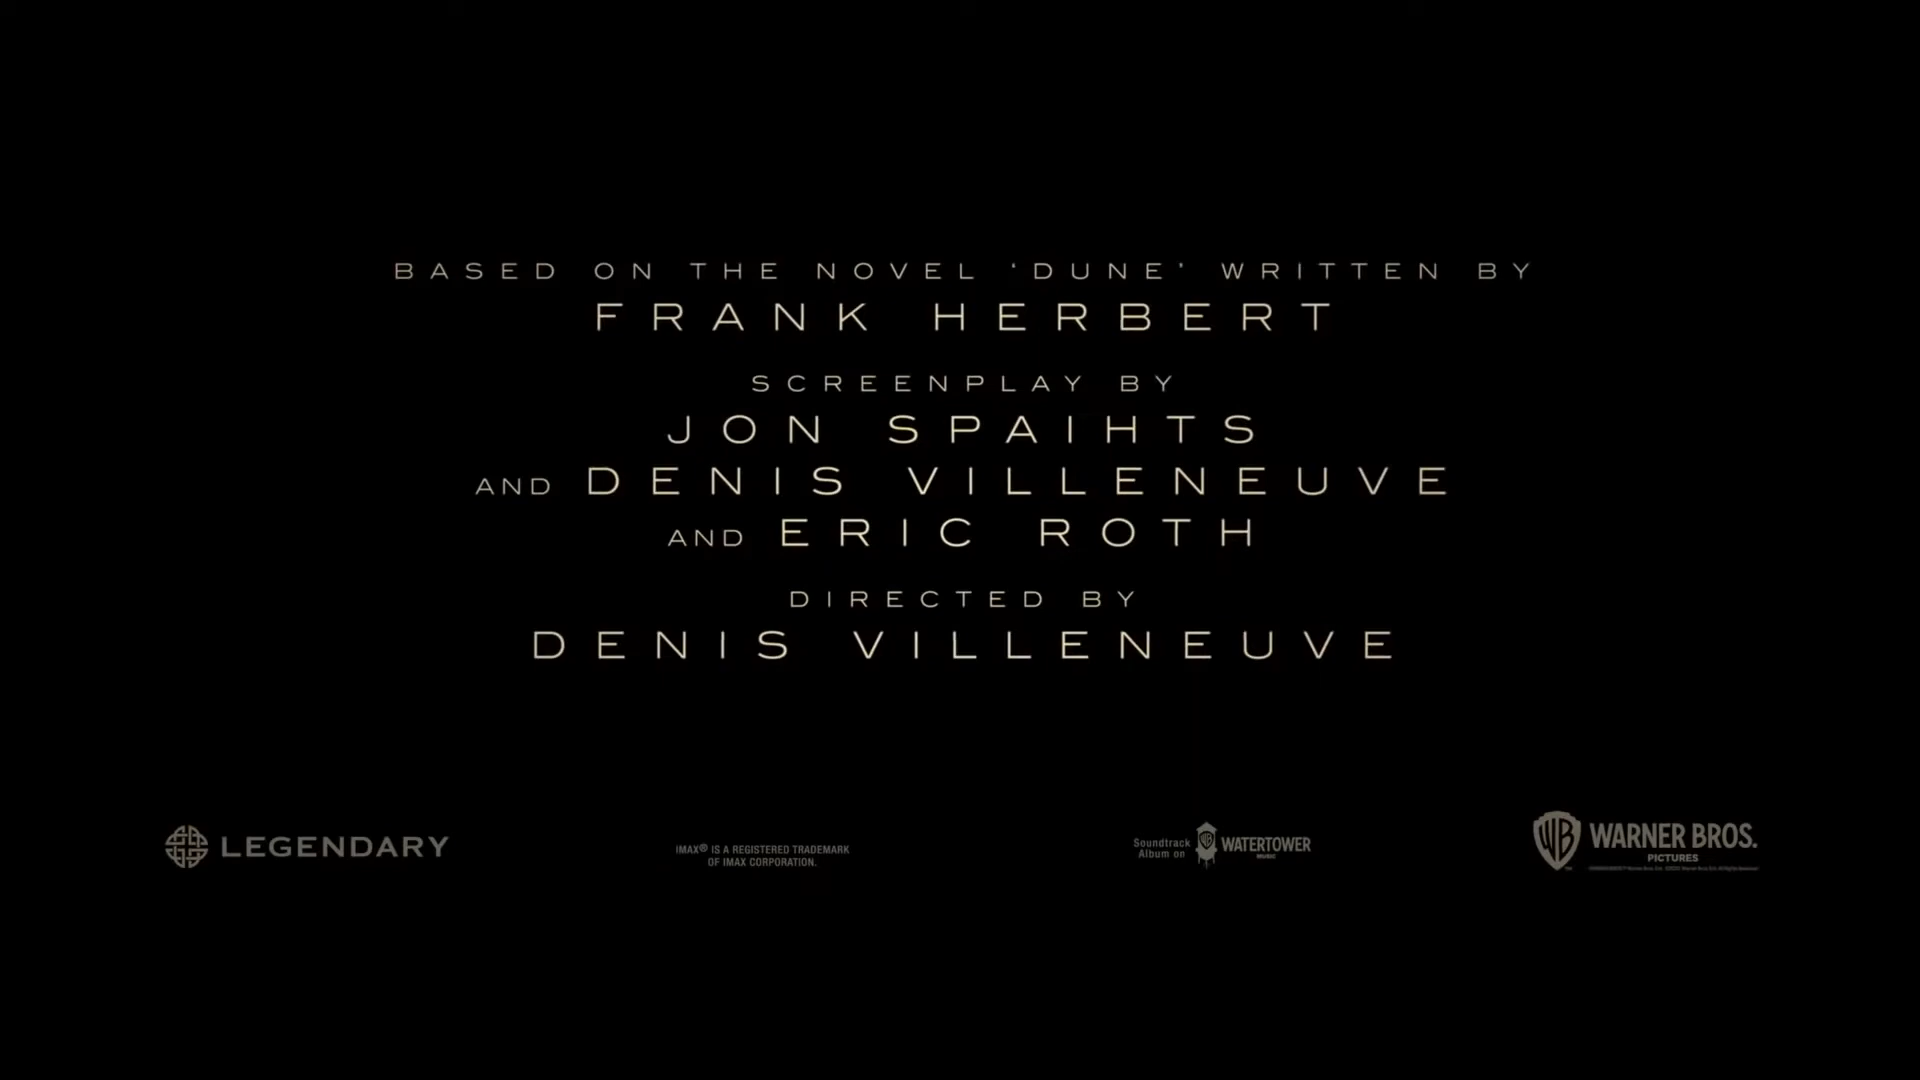 BASED ON THE NOVEL ‘DUNE’ WRITTEN BY
FRANK HERBERT
SCREENPLAY BY
JON SPAIHTS
AND DENIS VILLENEUVE
AND ERIC ROTH
DIRECTED BY
DENIS VILLENEUVE
LEGENDARY
IMAX® IS A REGISTERED TRADEMARK
OF IMAX CORPORATION.
Soundtrack
Album on
WATERTOWER
MUSIC
WB
WARNER BROS.
PICTURES